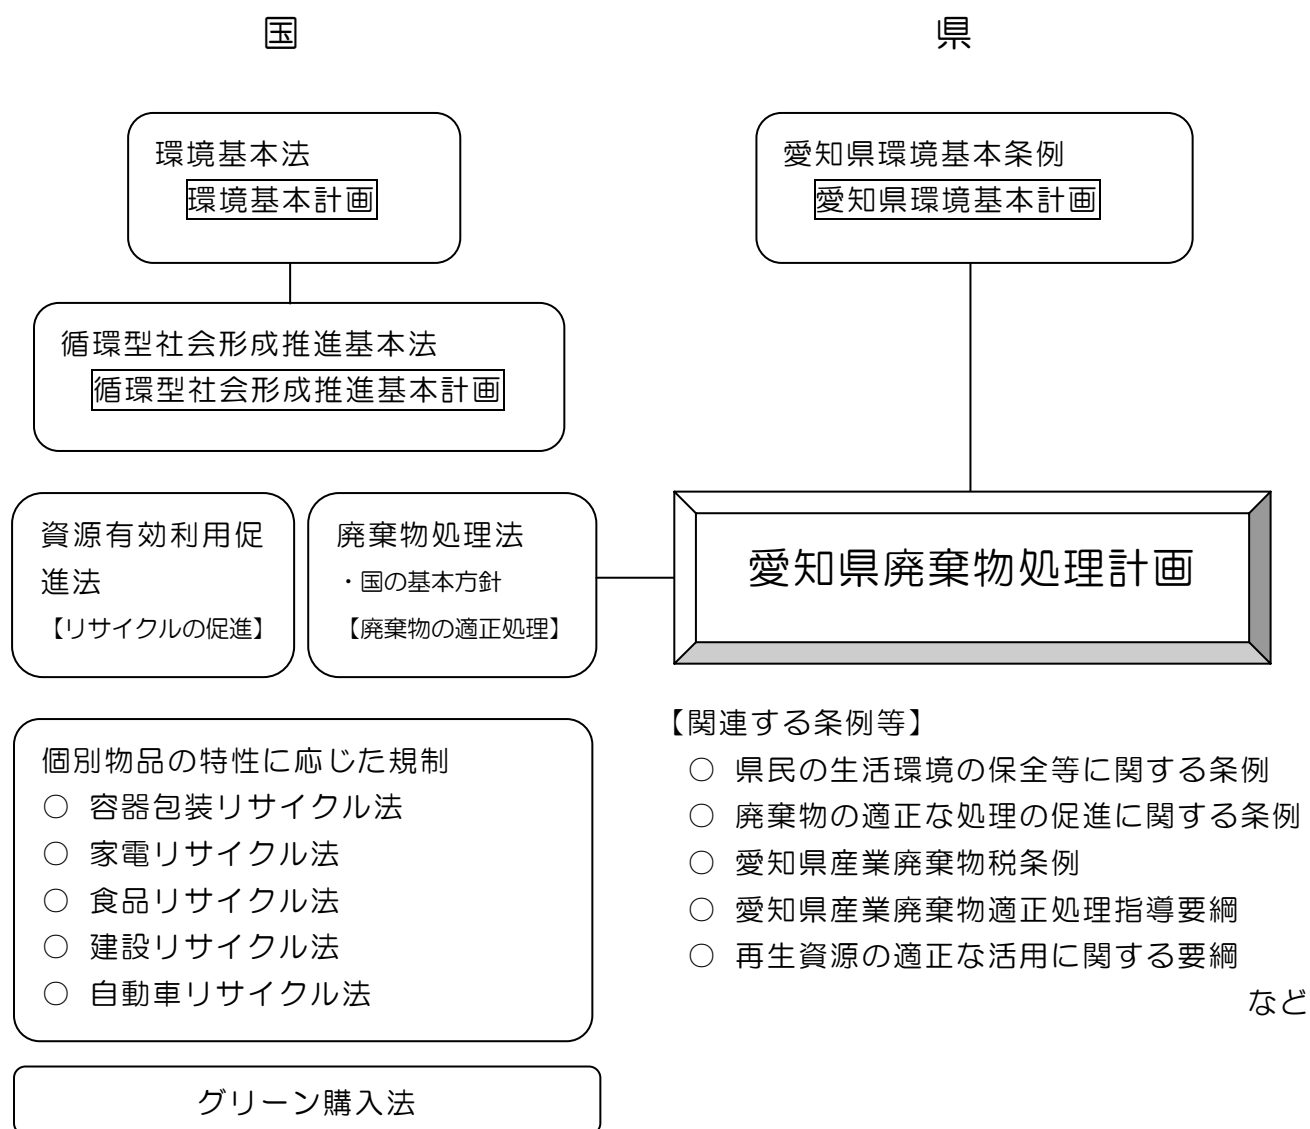 国
県
環境基本法
環境基本計画
愛知県環境基本条例
愛知県環境基本計画
循環型社会形成推進基本法
循環型社会形成推進基本計画
資源有効利用促
進法
【リサイクルの促進】
廃棄物処理法
・国の基本方針
【廃棄物の適正処理】
愛知県廃棄物処理計画
個別物品の特性に応じた規制
○ 容器包装リサイクル法
○ 家電リサイクル法
○ 食品リサイクル法
○ 建設リサイクル法
○ 自動車リサイクル法
【関連する条例等】
○ 県民の生活環境の保全等に関する条例
○ 廃棄物の適正な処理の促進に関する条例
○ 愛知県産業廃棄物税条例
○ 愛知県産業廃棄物適正処理指導要綱
○ 再生資源の適正な活用に関する要綱
など
グリーン購入法